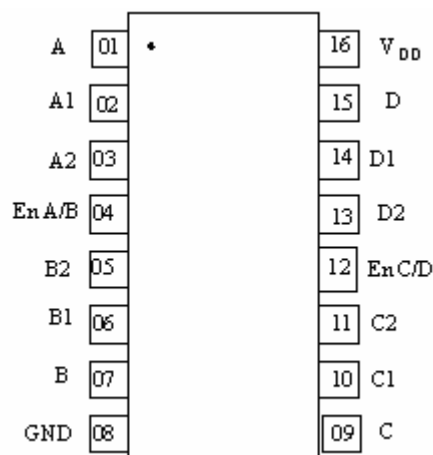 A 01 16 V DD
A1 02 15 D
A2 03 14 D1
En A/B 04 13 D2
B2 05 12 En C/D
B1 06 11 C2
B 07 10 C1
GND 08 09 C